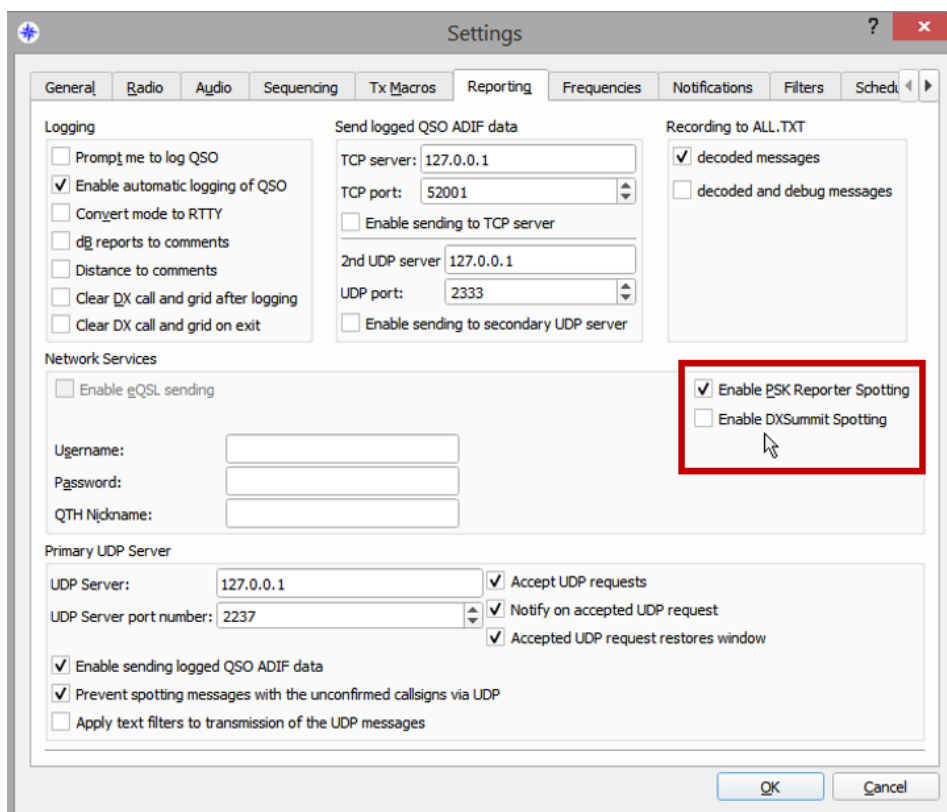 Settings
?
×
General Radio Audio Sequencing Tx Macros Reporting Frequencies Notifications Filters Schedu
Logging
Prompt me to log QSO
Enable automatic logging of QSO
Convert mode to RTTY
dB reports to comments
Distance to comments
Clear DX call and grid after logging
Clear DX call and grid on exit
Send logged QSO ADIF data
TCP server: 127.0.0.1
TCP port: 52001
Enable sending to TCP server
2nd UDP server 127.0.0.1
UDP port: 2333
Enable sending to secondary UDP server
Recording to ALL.TXT
decoded messages
decoded and debug messages
Network Services
Enable eQSL sending
Username:
Password:
QTH Nickname:
Enable PSK Reporter Spotting
Enable DXSummit Spotting
Primary UDP Server
UDP Server: 127.0.0.1
UDP Server port number: 2237
Accept UDP requests
Notify on accepted UDP request
Accepted UDP request restores window
Enable sending logged QSO ADIF data
Prevent spotting messages with the unconfirmed callsigns via UDP
Apply text filters to transmission of the UDP messages
OK Cancel